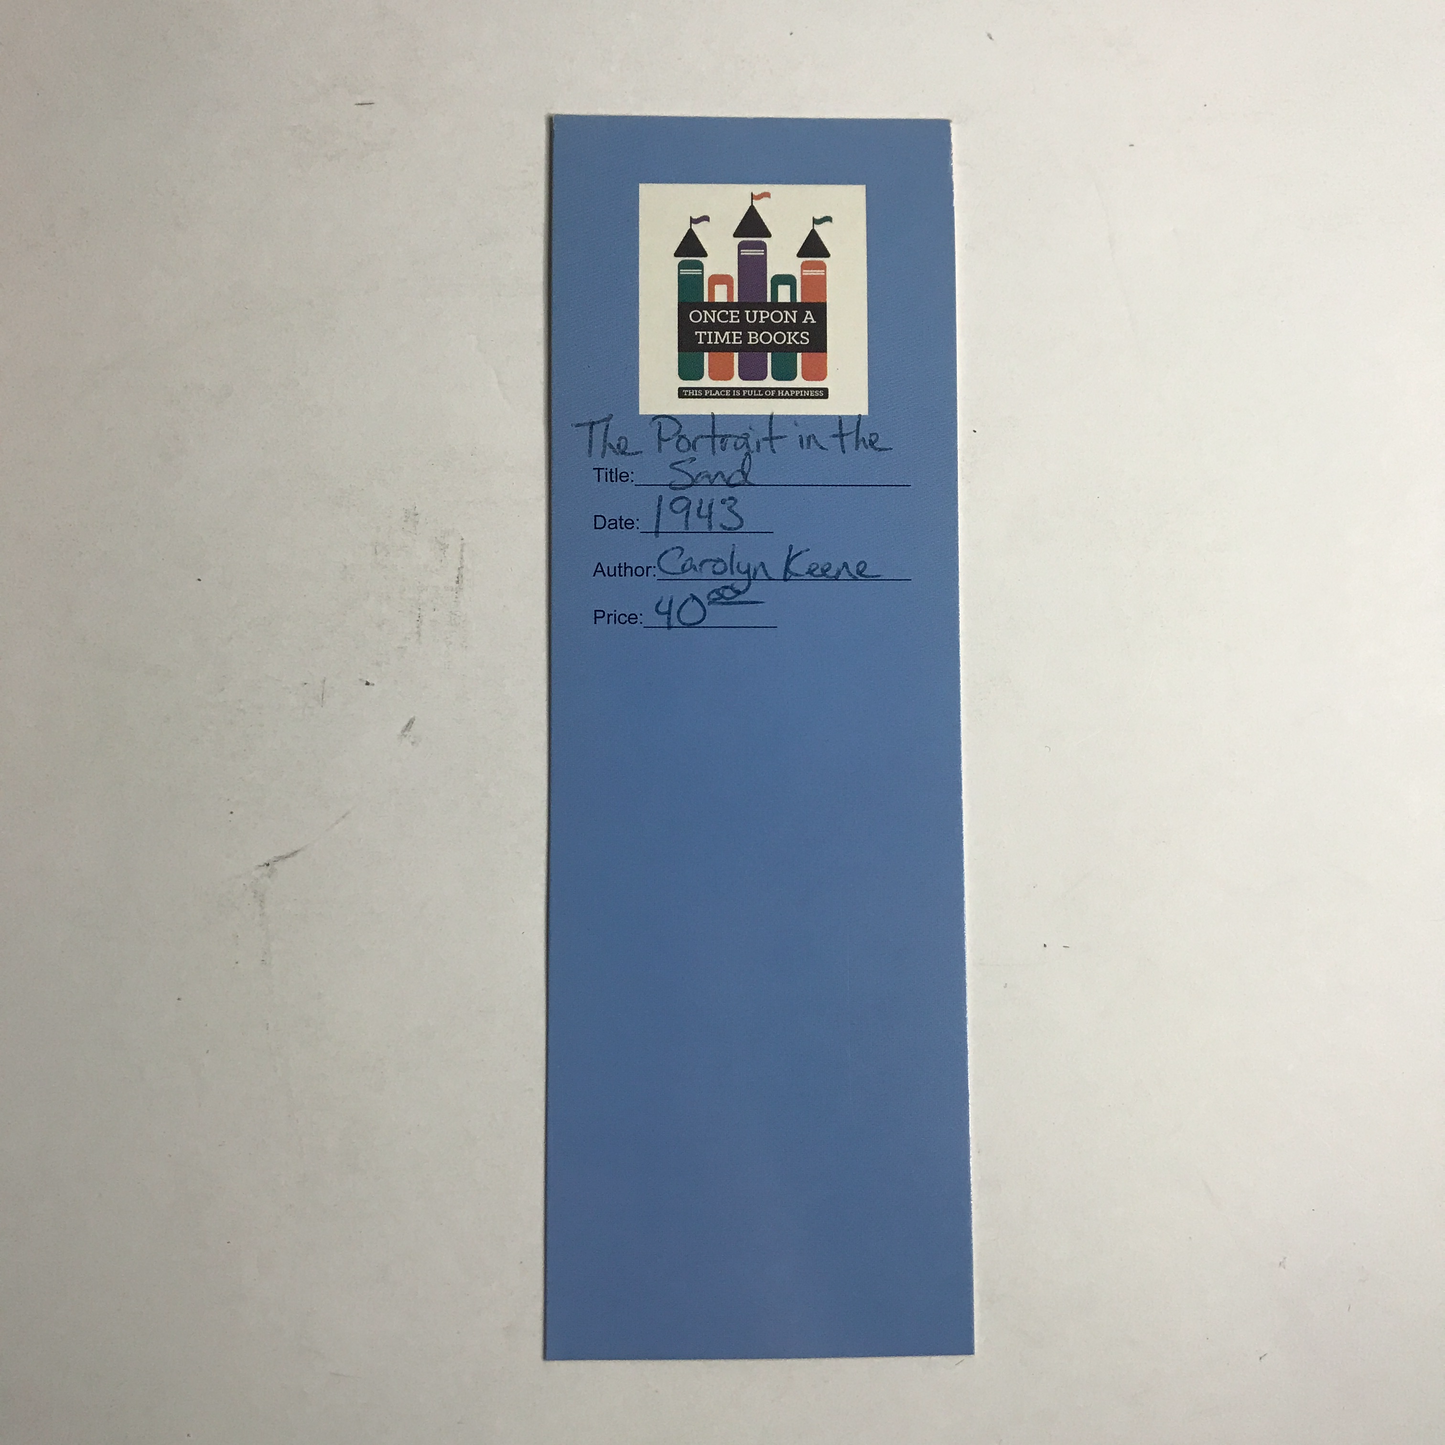 ONCE UPON A
TIME BOOKS
THIS PLACE IS FULL OF HAPPINESS
The Portrait in the
Title: Sand
Date: 1943
Author: Carolyn Keene
Price: 40 00